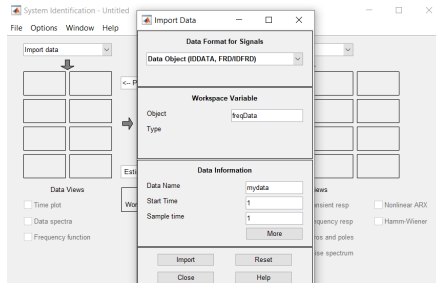 System Identification - Untitled
File Options Window Help
Import data
<-- P
Esti
Wor
Data Views
Time plot
Data spectra
Frequency function
Import Data
Data Format for Signals
Data Object (IDDATA, FRD/IDFRD)
Workspace Variable
Object freqData
Type
Data Information
Data Name mydata
Start Time 1
Sample time 1
More
Import Reset
Close Help
iews
ansient resp Nonlinear ARX
equency resp Hamm-Wiener
ros and poles
ise spectrum